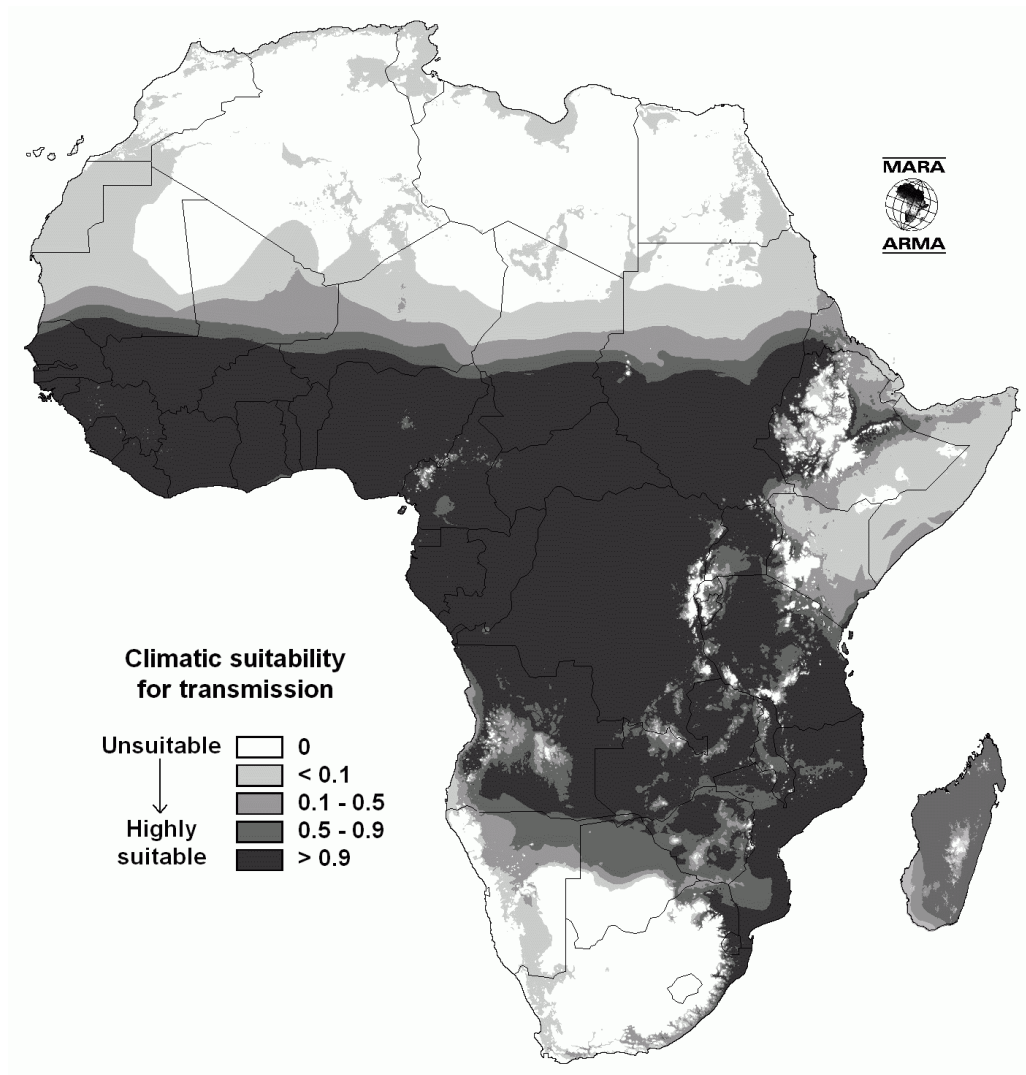 MARA
ARMA
Climatic suitability
for transmission
Unsuitable
Highly
suitable
0
< 0.1
0.1 - 0.5
0.5 - 0.9
> 0.9